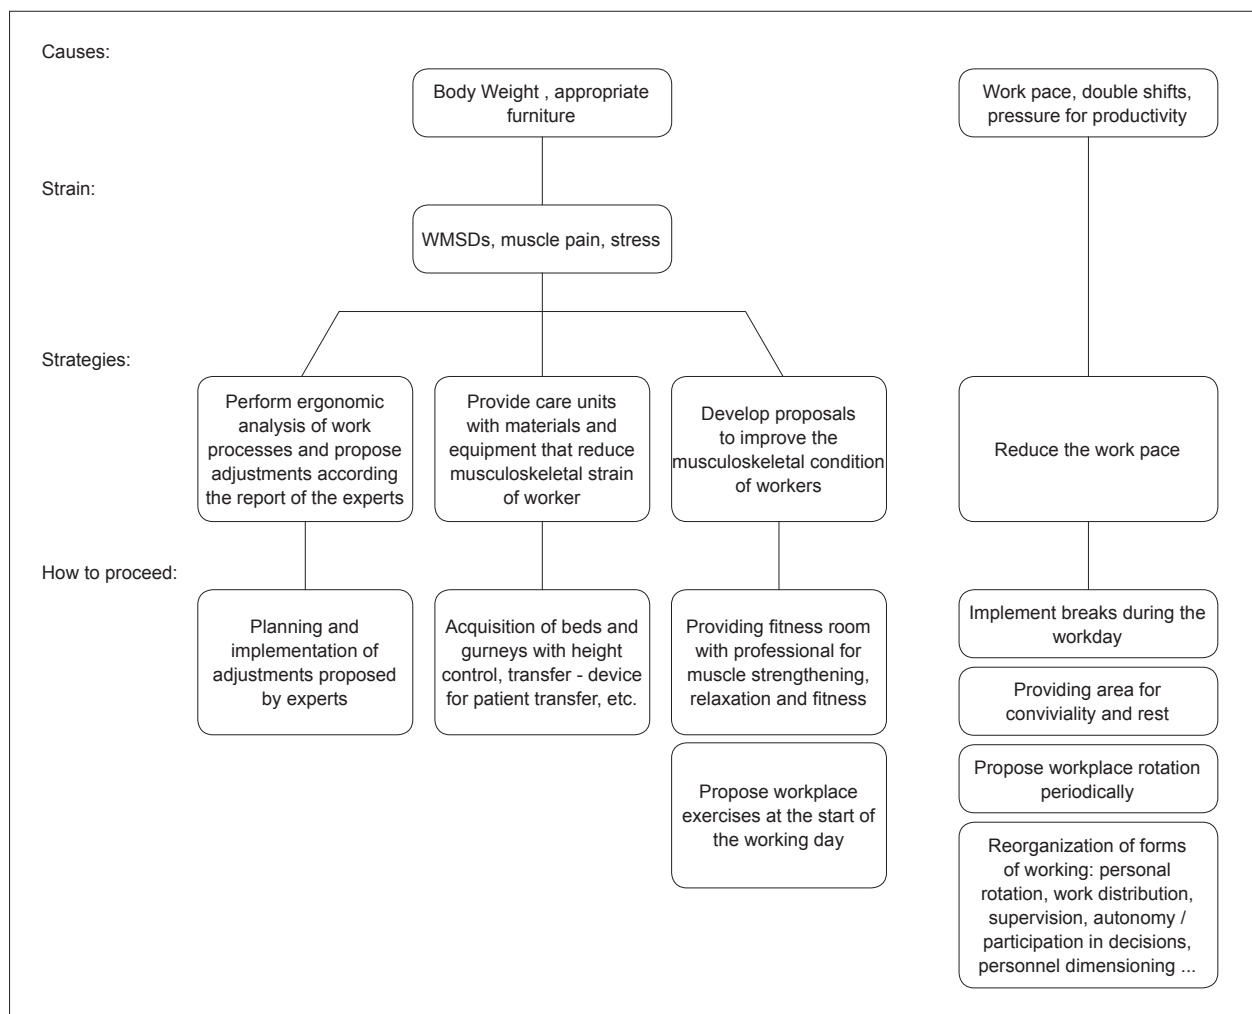 Causes:
Body Weight , appropriate
furniture
Work pace, double shifts,
pressure for productivity
Strain:
WMSDs, muscle pain, stress
Strategies:
Perform ergonomic
analysis of work
processes and propose
adjustments according
the report of the experts
Provide care units
with materials and
equipment that reduce
musculoskeletal strain
of worker
Develop proposals
to improve the
musculoskeletal condition
of workers
Reduce the work pace
How to proceed:
Planning and
implementation of
adjustments proposed
by experts
Acquisition of beds and
gurneys with height
control, transfer - device
for patient transfer, etc.
Providing fitness room
with professional for
muscle strengthening,
relaxation and fitness
Propose workplace
exercises at the start of
the working day
Implement breaks during the
workday
Providing area for
conviviality and rest
Propose workplace rotation
periodically
Reorganization of forms
of working: personal
rotation, work distribution,
supervision, autonomy /
participation in decisions,
personnel dimensioning ...